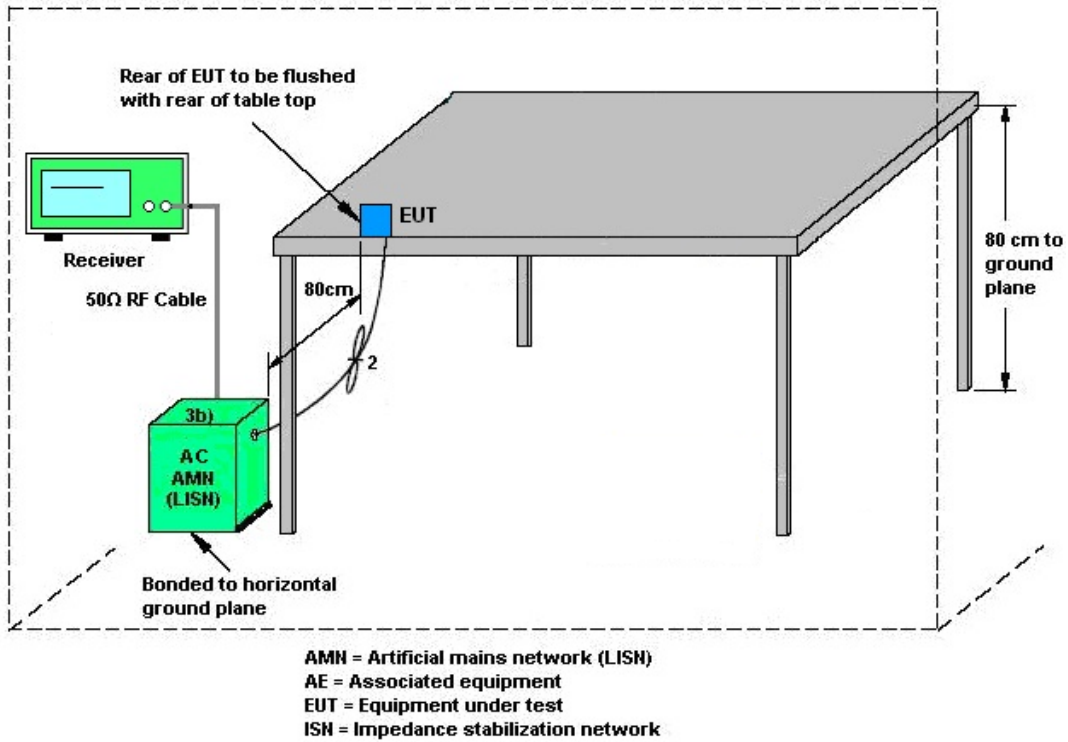 Rear of EUT to be flushed
with rear of table top
EUT
Receiver
50Ω RF Cable
80cm
80 cm to
ground
plane
2
3b)
AC
AMN
(LISN)
Bonded to horizontal
ground plane
AMN = Artificial mains network (LISN)
AE = Associated equipment
EUT = Equipment under test
ISN = Impedance stabilization network